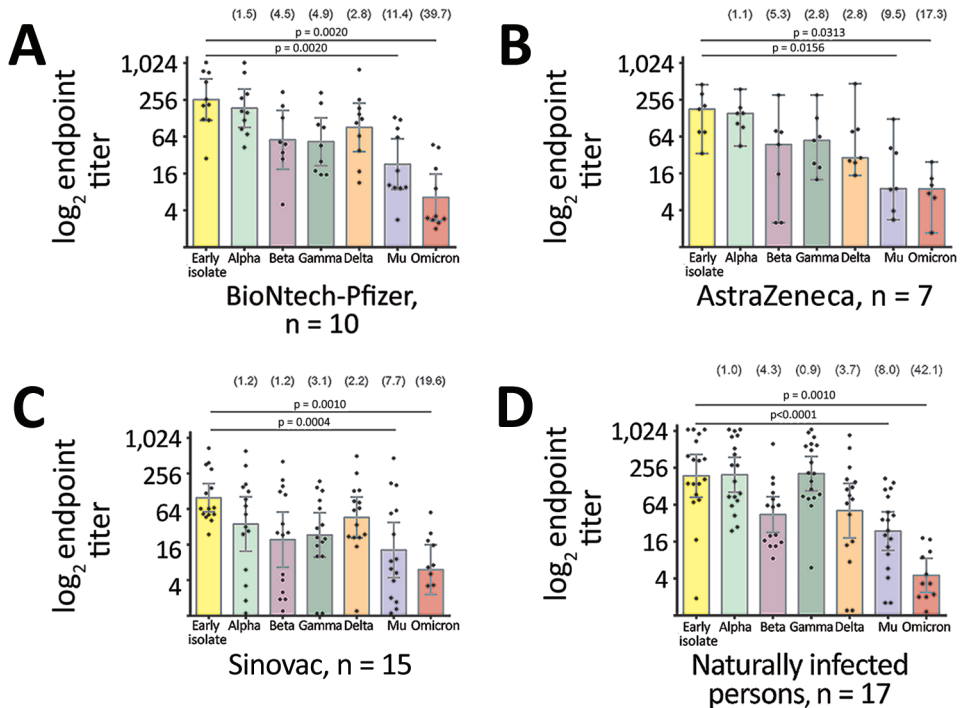 A
(1.5) (4.5) (4.9) (2.8) (11.4) (39.7)
p = 0.0020
p = 0.0020
log2 endpoint
titer
1,024
256
64
16
4
Early
isolate
Alpha Beta Gamma Delta Mu Omicron
BioNtech-Pfizer,
n = 10
B
(1.1) (5.3) (2.8) (2.8) (9.5) (17.3)
p = 0.0313
p = 0.0156
log2 endpoint
titer
1,024
256
64
16
4
Early
isolate
Alpha Beta Gamma Delta Mu Omicron
AstraZeneca, n = 7
C
(1.2) (1.2) (3.1) (2.2) (7.7) (19.6)
p = 0.0010
p = 0.0004
log2 endpoint
titer
1,024
256
64
16
4
Early
isolate
Alpha Beta Gamma Delta Mu Omicron
Sinovac, n = 15
D
(1.0) (4.3) (0.9) (3.7) (8.0) (42.1)
p = 0.0010
p<0.0001
log2 endpoint
titer
1,024
256
64
16
4
Early
isolate
Alpha Beta Gamma Delta Mu Omicron
Naturally infected
persons, n = 17